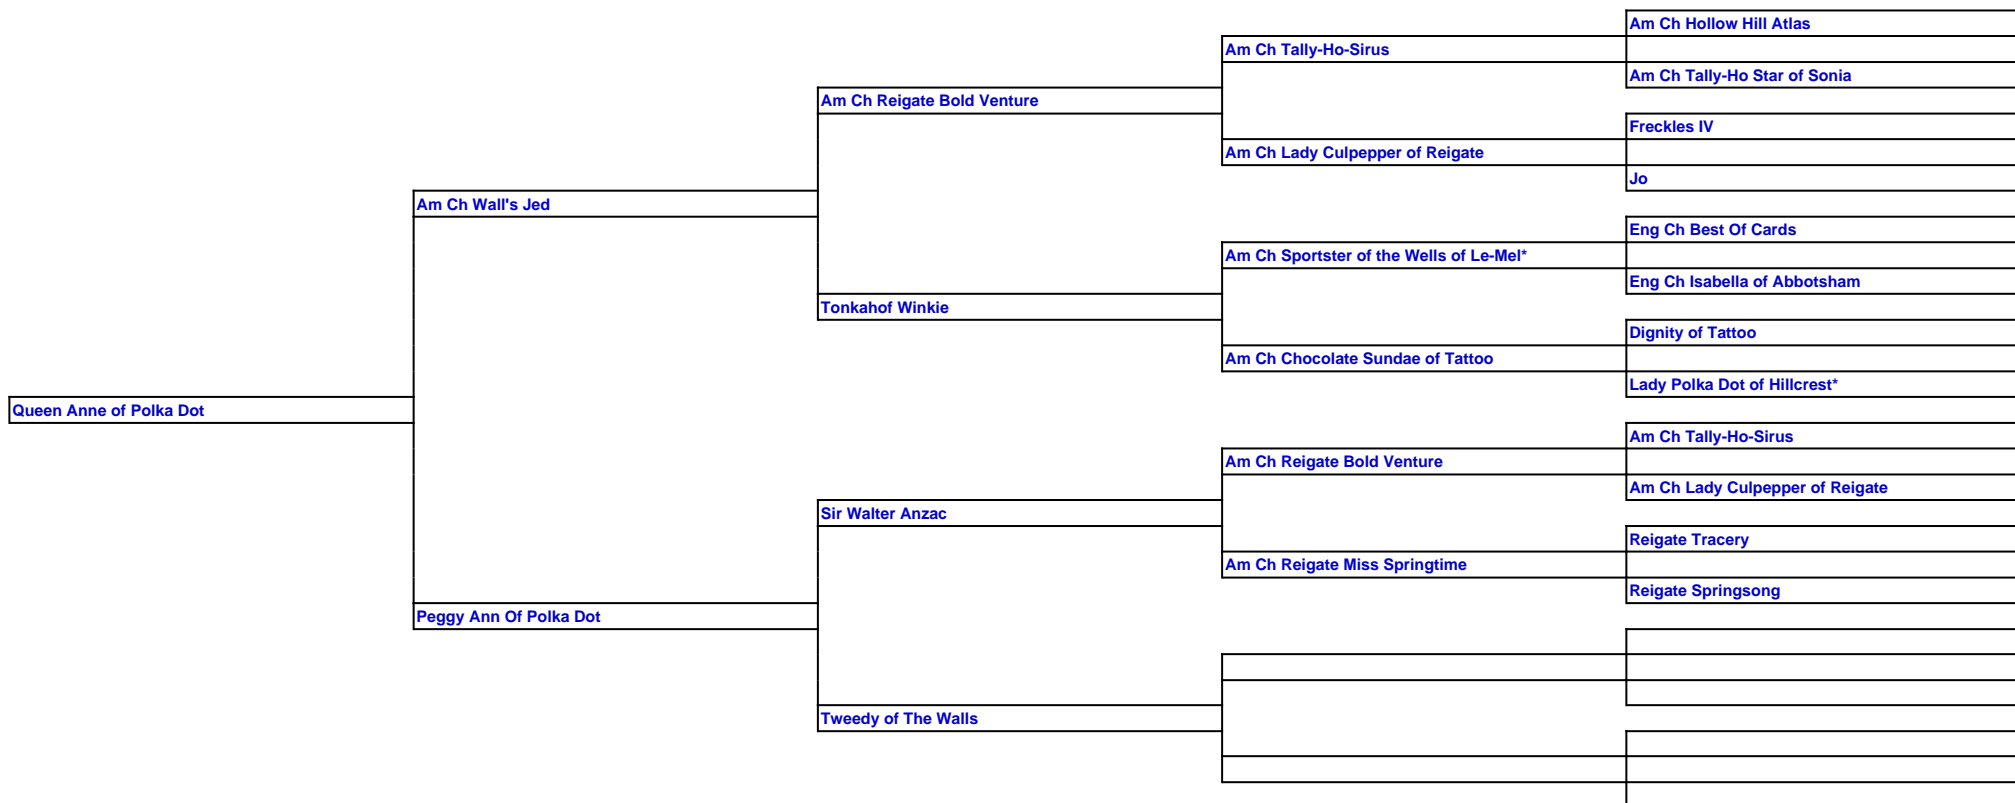 Am Ch Hollow Hill Atlas
Am Ch Tally-Ho-Sirus
Am Ch Tally-Ho Star of Sonia
Am Ch Reigate Bold Venture
Freckles IV
Am Ch Lady Culpepper of Reigate
Jo
Am Ch Wall's Jed
Eng Ch Best Of Cards
Am Ch Sportster of the Wells of Le-Mel*
Eng Ch Isabella of Abbotsham
Tonkahof Winkie
Dignity of Tattoo
Am Ch Chocolate Sundae of Tattoo
Lady Polka Dot of Hillcrest*
Queen Anne of Polka Dot
Am Ch Tally-Ho-Sirus
Am Ch Reigate Bold Venture
Am Ch Lady Culpepper of Reigate
Sir Walter Anzac
Reigate Tracery
Am Ch Reigate Miss Springtime
Reigate Springsong
Peggy Ann Of Polka Dot
Tweedy of The Walls